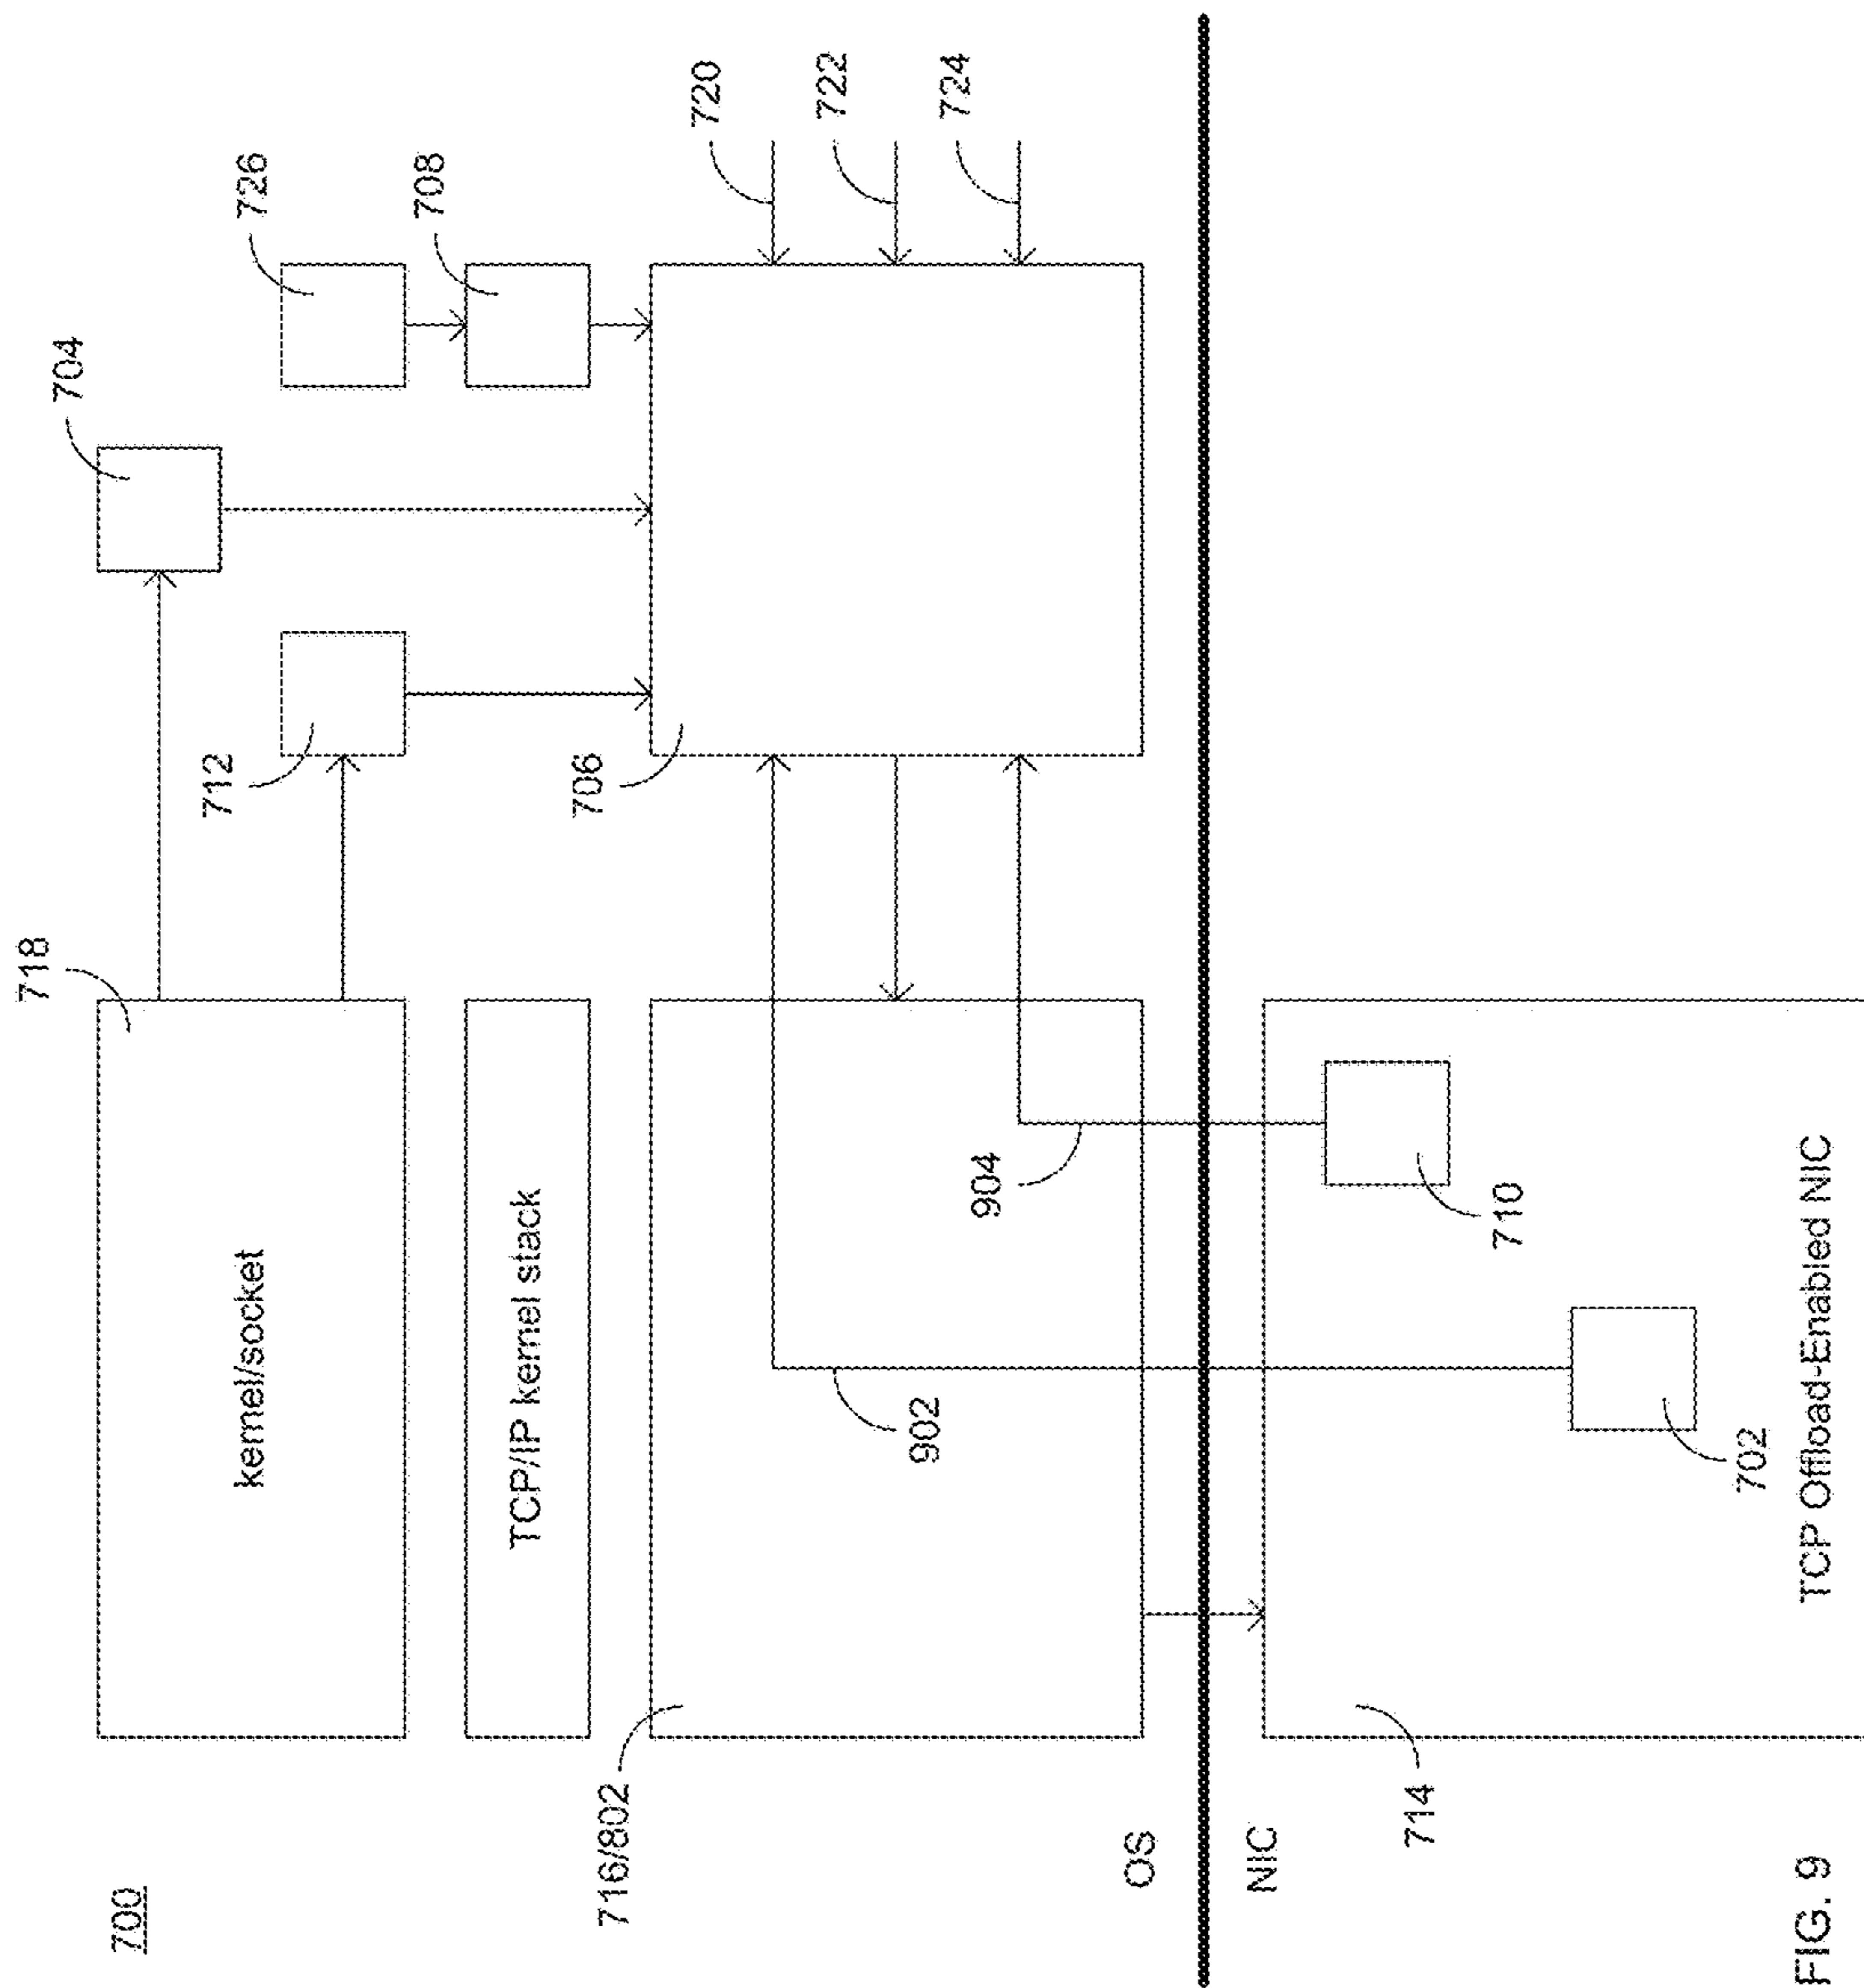 700
718
704
726
708
720
722
724
kernel/socket
712
TCP/IP kernel stack
706
716/802
902
904
OS
NIC
714
710
702
TCP Offload-Enabled NIC
FIG. 9